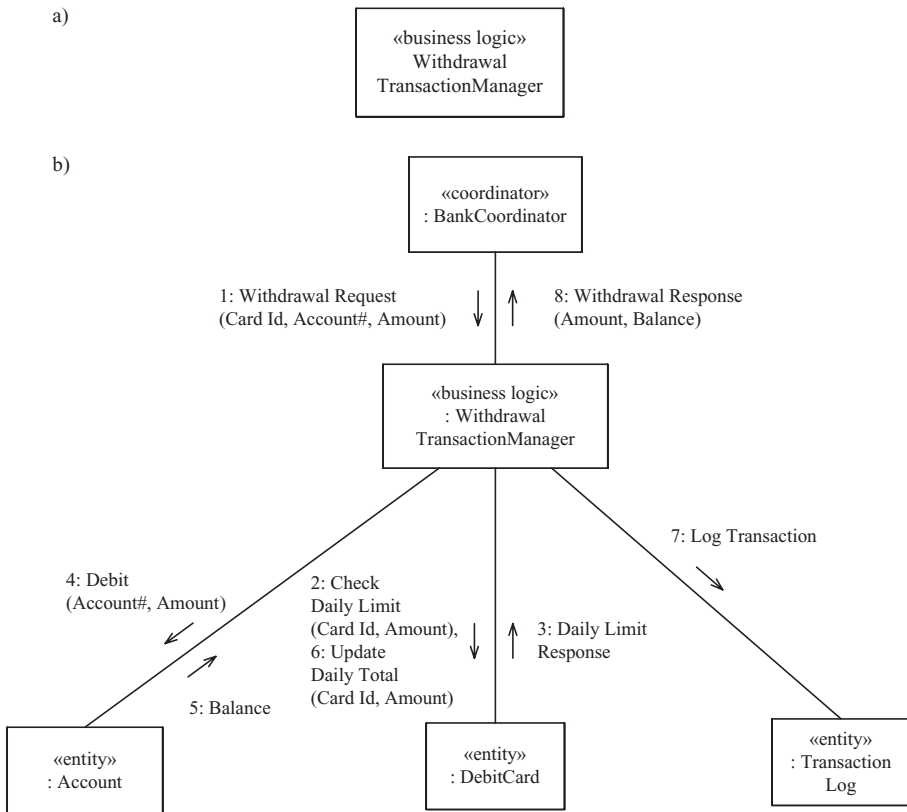 a)
«business logic»
Withdrawal
TransactionManager
b)
«coordinator»
: BankCoordinator
1: Withdrawal Request
(Card Id, Account#, Amount)
8: Withdrawal Response
(Amount, Balance)
«business logic»
: Withdrawal
TransactionManager
7: Log Transaction
4: Debit
(Account#, Amount)
2: Check
Daily Limit
(Card Id, Amount),
6: Update
Daily Total
(Card Id, Amount)
3: Daily Limit
Response
5: Balance
«entity»
: Account
«entity»
: DebitCard
«entity»
: Transaction
Log